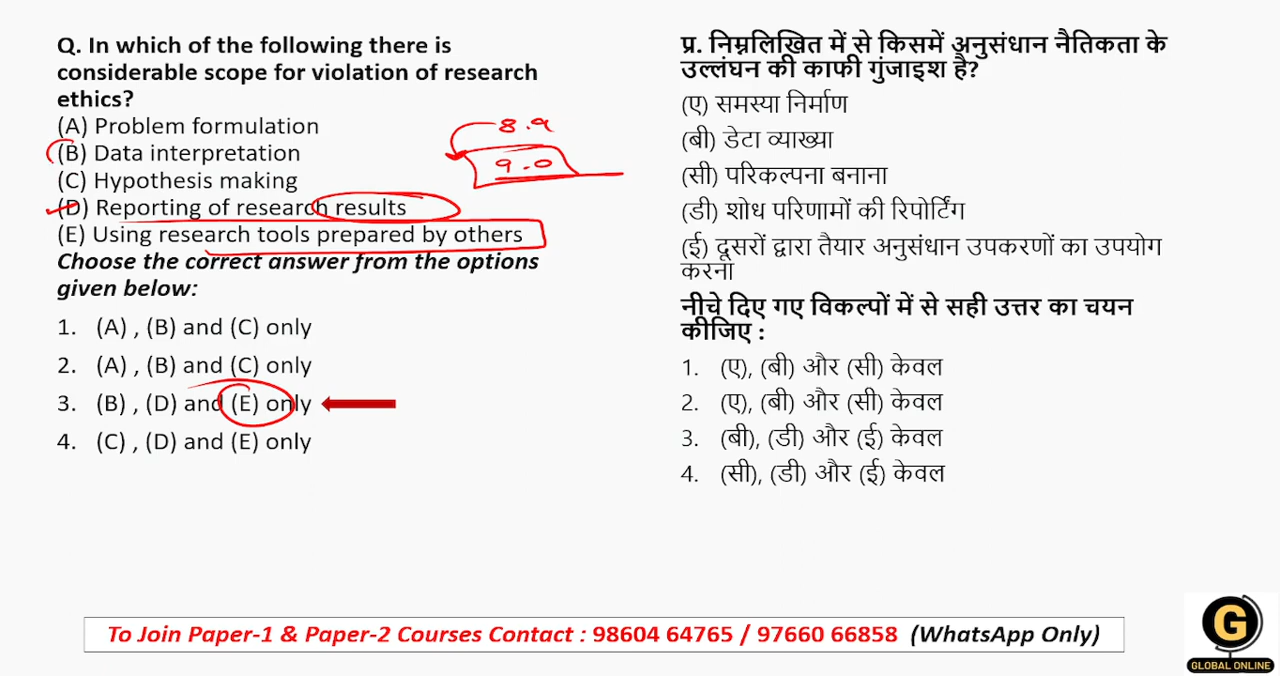 Q. In which of the following there is
considerable scope for violation of research
ethics?
(A) Problem formulation
(B) Data interpretation
(C) Hypothesis making
(D) Reporting of research results
(E) Using research tools prepared by others
Choose the correct answer from the options
given below:
1. (A) , (B) and (C) only
2. (A) , (B) and (C) only
3. (B) , (D) and (E) only
4. (C) , (D) and (E) only
8.9
9.0
प्र. निम्नलिखित में से किसमें अनुसंधान नैतिकता के
उल्लंघन की काफी गुंजाइश है?
(ए) समस्या निर्माण
(बी) डेटा व्याख्या
(सी) परिकल्पना बनाना
(डी) शोध परिणामों की रिपोर्टिंग
(ई) दूसरों द्वारा तैयार अनुसंधान उपकरणों का उपयोग
करना
नीचे दिए गए विकल्पों में से सही उत्तर का चयन
कीजिए :
1. (ए), (बी) और (सी) केवल
2. (ए), (बी) और (सी) केवल
3. (बी), (डी) और (ई) केवल
4. (सी), (डी) और (ई) केवल
To Join Paper-1 & Paper-2 Courses Contact : 98604 64765 / 97660 66858 (WhatsApp Only)
G
GLOBAL ONLINE